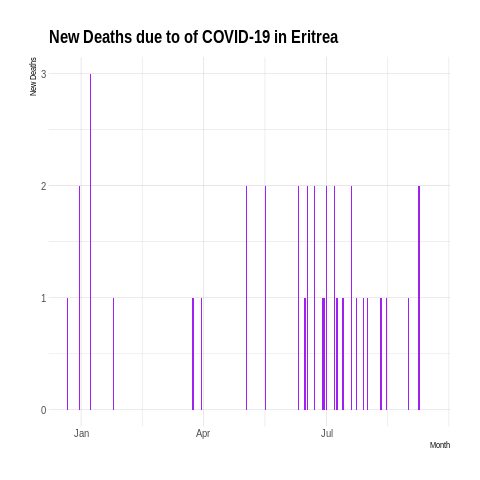 New Deaths due to of COVID-19 in Eritrea
New Deaths
3
2
1
0
Jan Apr Jul
Month